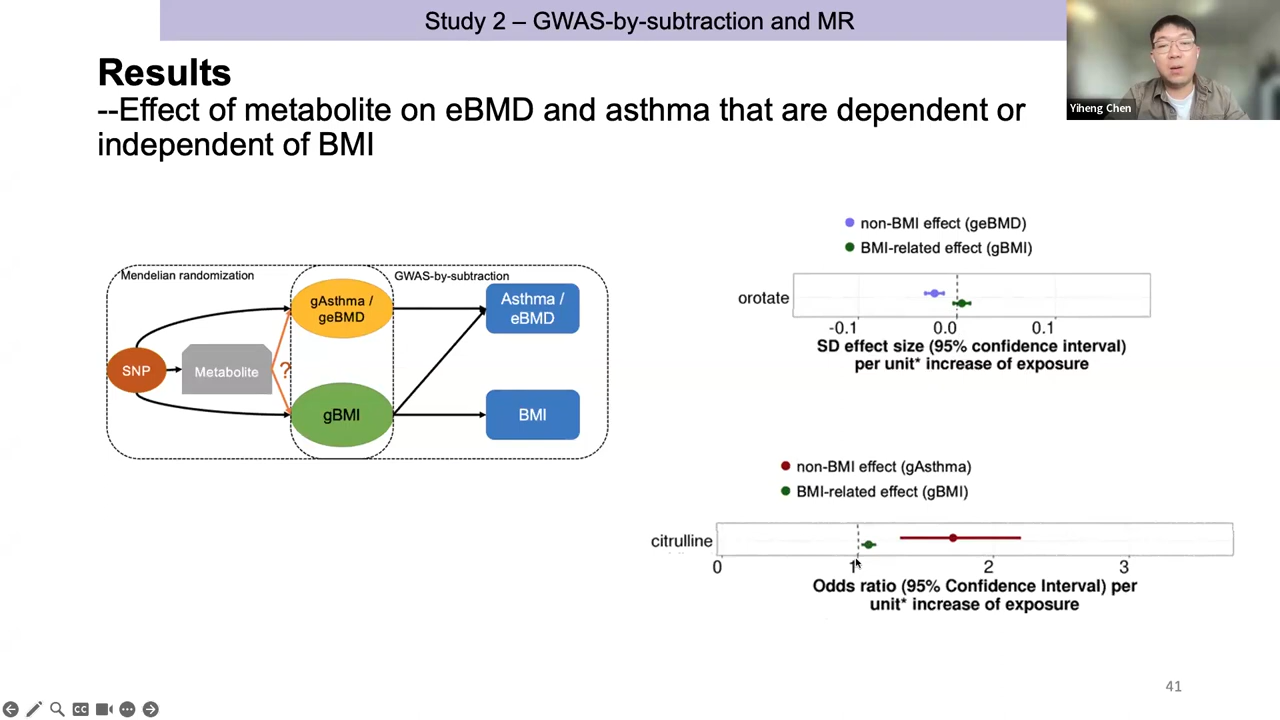 Study 2 – GWAS-by-subtraction and MR
Yiheng Chen
Results
--Effect of metabolite on eBMD and asthma that are dependent or
independent of BMI
Mendelian randomization
GWAS-by-subtraction
gAsthma /
geBMD
Asthma /
eBMD
SNP
Metabolite
?
gBMI
BMI
non-BMI effect (geBMD)
BMI-related effect (gBMI)
orotate
-0.1 0.0 0.1
SD effect size (95% confidence interval)
per unit* increase of exposure
non-BMI effect (gAsthma)
BMI-related effect (gBMI)
citrulline
0 1 2 3
Odds ratio (95% Confidence Interval) per
unit* increase of exposure
41
CC